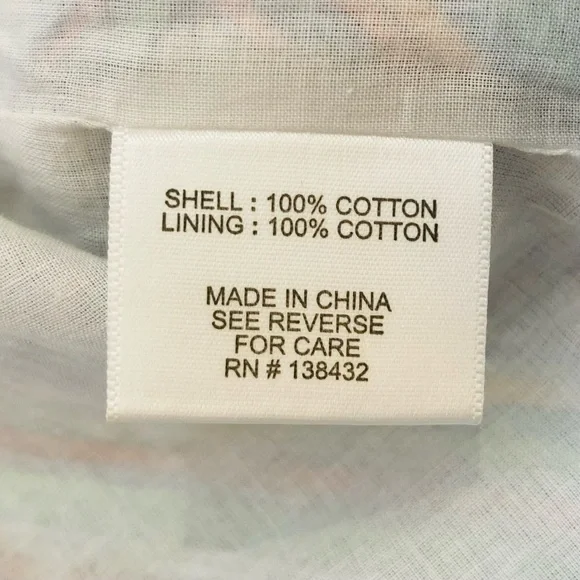 SHELL : 100% COTTON
LINING : 100% COTTON
MADE IN CHINA
SEE REVERSE
FOR CARE
RN # 138432